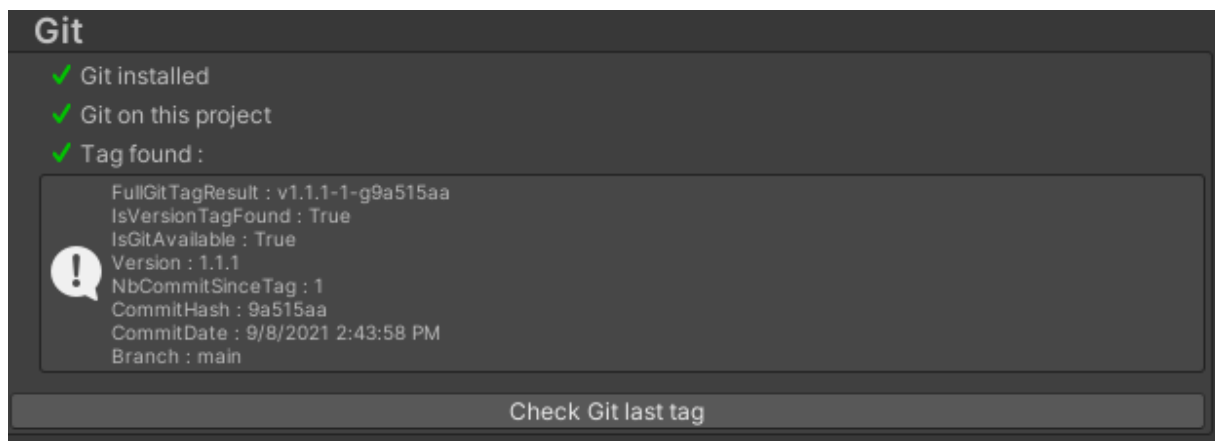 Git
Git installed
Git on this project
Tag found :
FullGitTagResult : v1.1.1-1-g9a515aa
IsVersionTagFound : True
IsGitAvailable : True
Version : 1.1.1
NbCommitSinceTag : 1
CommitHash : 9a515aa
CommitDate : 9/8/2021 2:43:58 PM
Branch : main
Check Git last tag